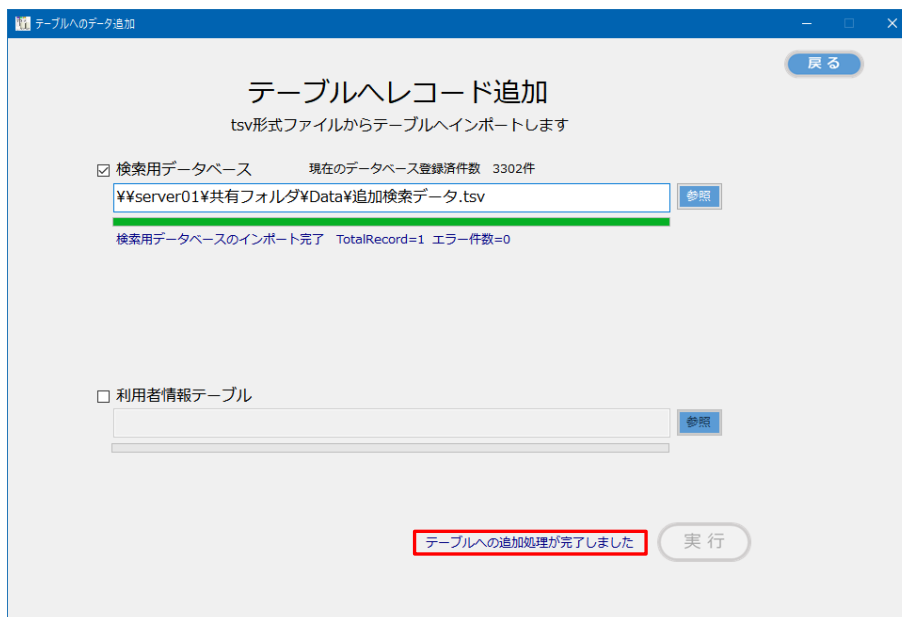 テーブルへのデータ追加
戻る
テーブルへレコード追加
tsv形式ファイルからテーブルへインポートします
検索用データベース 現在のデータベース登録済件数 3302件
¥¥server01¥共有フォルダ¥Data¥追加検索データ.tsv 参照
検索用データベースのインポート完了 TotalRecord=1 エラー件数=0
利用者情報テーブル
参照
テーブルへの追加処理が完了しました 実行